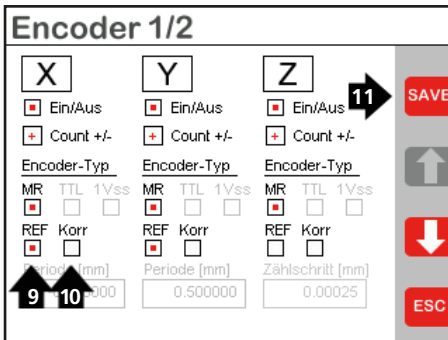 Encoder 1/2
X Y Z
Ein/Aus Ein/Aus Ein/Aus 11 SAVE
+ Count +/- + Count +/- + Count +/-
Encoder-Typ Encoder-Typ Encoder-Typ
MR TTL 1Vss MR TTL 1Vss MR TTL 1Vss
REF Korr REF Korr REF Korr
[mm] Periode [mm] Zählschritt [mm]
9 10 000 0.500000 0.00025
ESC